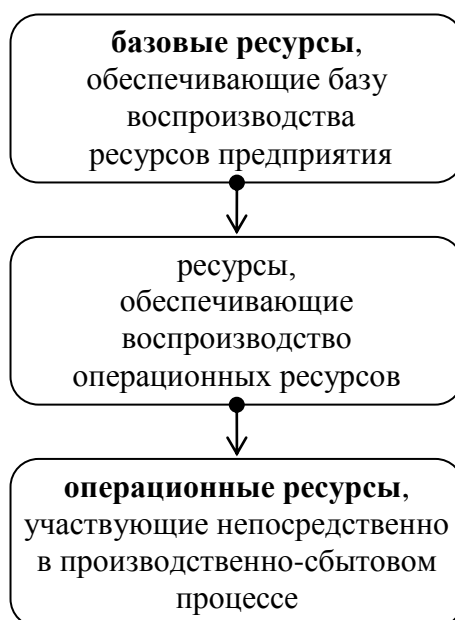 базовые ресурсы,
обеспечивающие базу
воспроизводства
ресурсов предприятия
ресурсы,
обеспечивающие
воспроизводство
операционных ресурсов
операционные ресурсы,
участвующие непосредственно
в производственно-сбытовом
процессе